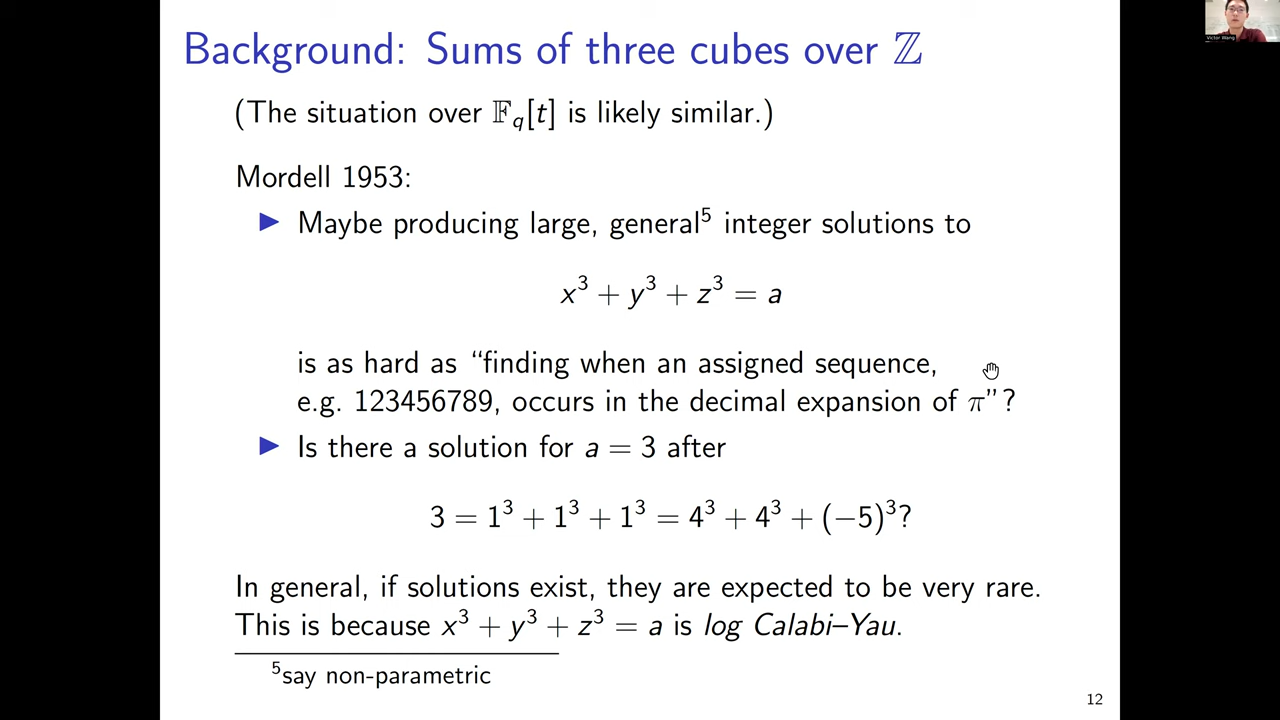 Background: Sums of three cubes over ℤ
(The situation over 𝔽_q[t] is likely similar.)
Mordell 1953:
▶ Maybe producing large, general⁵ integer solutions to
x³ + y³ + z³ = a
is as hard as “finding when an assigned sequence,
e.g. 123456789, occurs in the decimal expansion of π”?
▶ Is there a solution for a = 3 after
3 = 1³ + 1³ + 1³ = 4³ + 4³ + (−5)³?
In general, if solutions exist, they are expected to be very rare.
This is because x³ + y³ + z³ = a is log Calabi–Yau.
⁵say non-parametric
12
Victor Wang